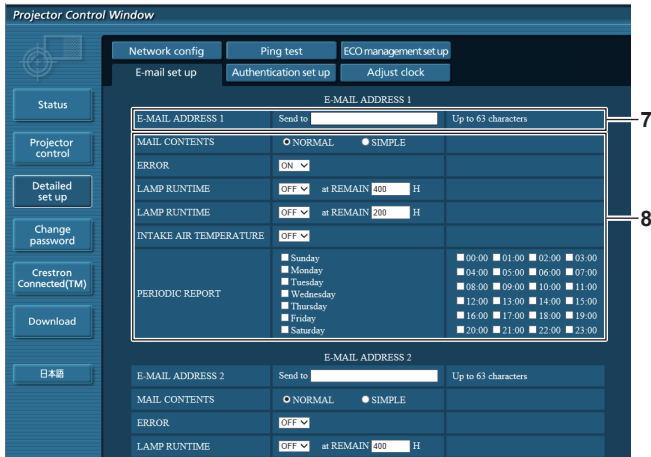 Projector Control Window
Network config Ping test ECO management set up
E-mail set up Authentication set up Adjust clock
Status
Projector control
Detailed set up
Change password
Crestron Connected(TM)
Download
日本語
E-MAIL ADDRESS 1
E-MAIL ADDRESS 1 Send to Up to 63 characters 7
MAIL CONTENTS NORMAL SIMPLE
ERROR ON
LAMP RUNTIME OFF at REMAIN 400 H
LAMP RUNTIME OFF at REMAIN 200 H 8
INTAKE AIR TEMPERATURE OFF
PERIODIC REPORT
Sunday 00:00 01:00 02:00 03:00
Monday 04:00 05:00 06:00 07:00
Tuesday 08:00 09:00 10:00 11:00
Wednesday 12:00 13:00 14:00 15:00
Thursday 16:00 17:00 18:00 19:00
Friday 20:00 21:00 22:00 23:00
Saturday
E-MAIL ADDRESS 2
E-MAIL ADDRESS 2 Send to Up to 63 characters
MAIL CONTENTS NORMAL SIMPLE
ERROR OFF
LAMP RUNTIME OFF at REMAIN 400 H